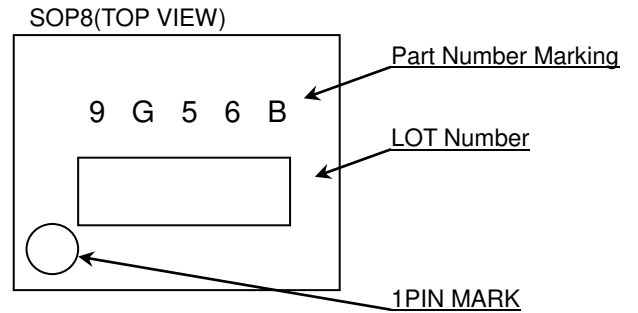 SOP8(TOP VIEW)
Part Number Marking
9 G 5 6 B
LOT Number
1PIN MARK